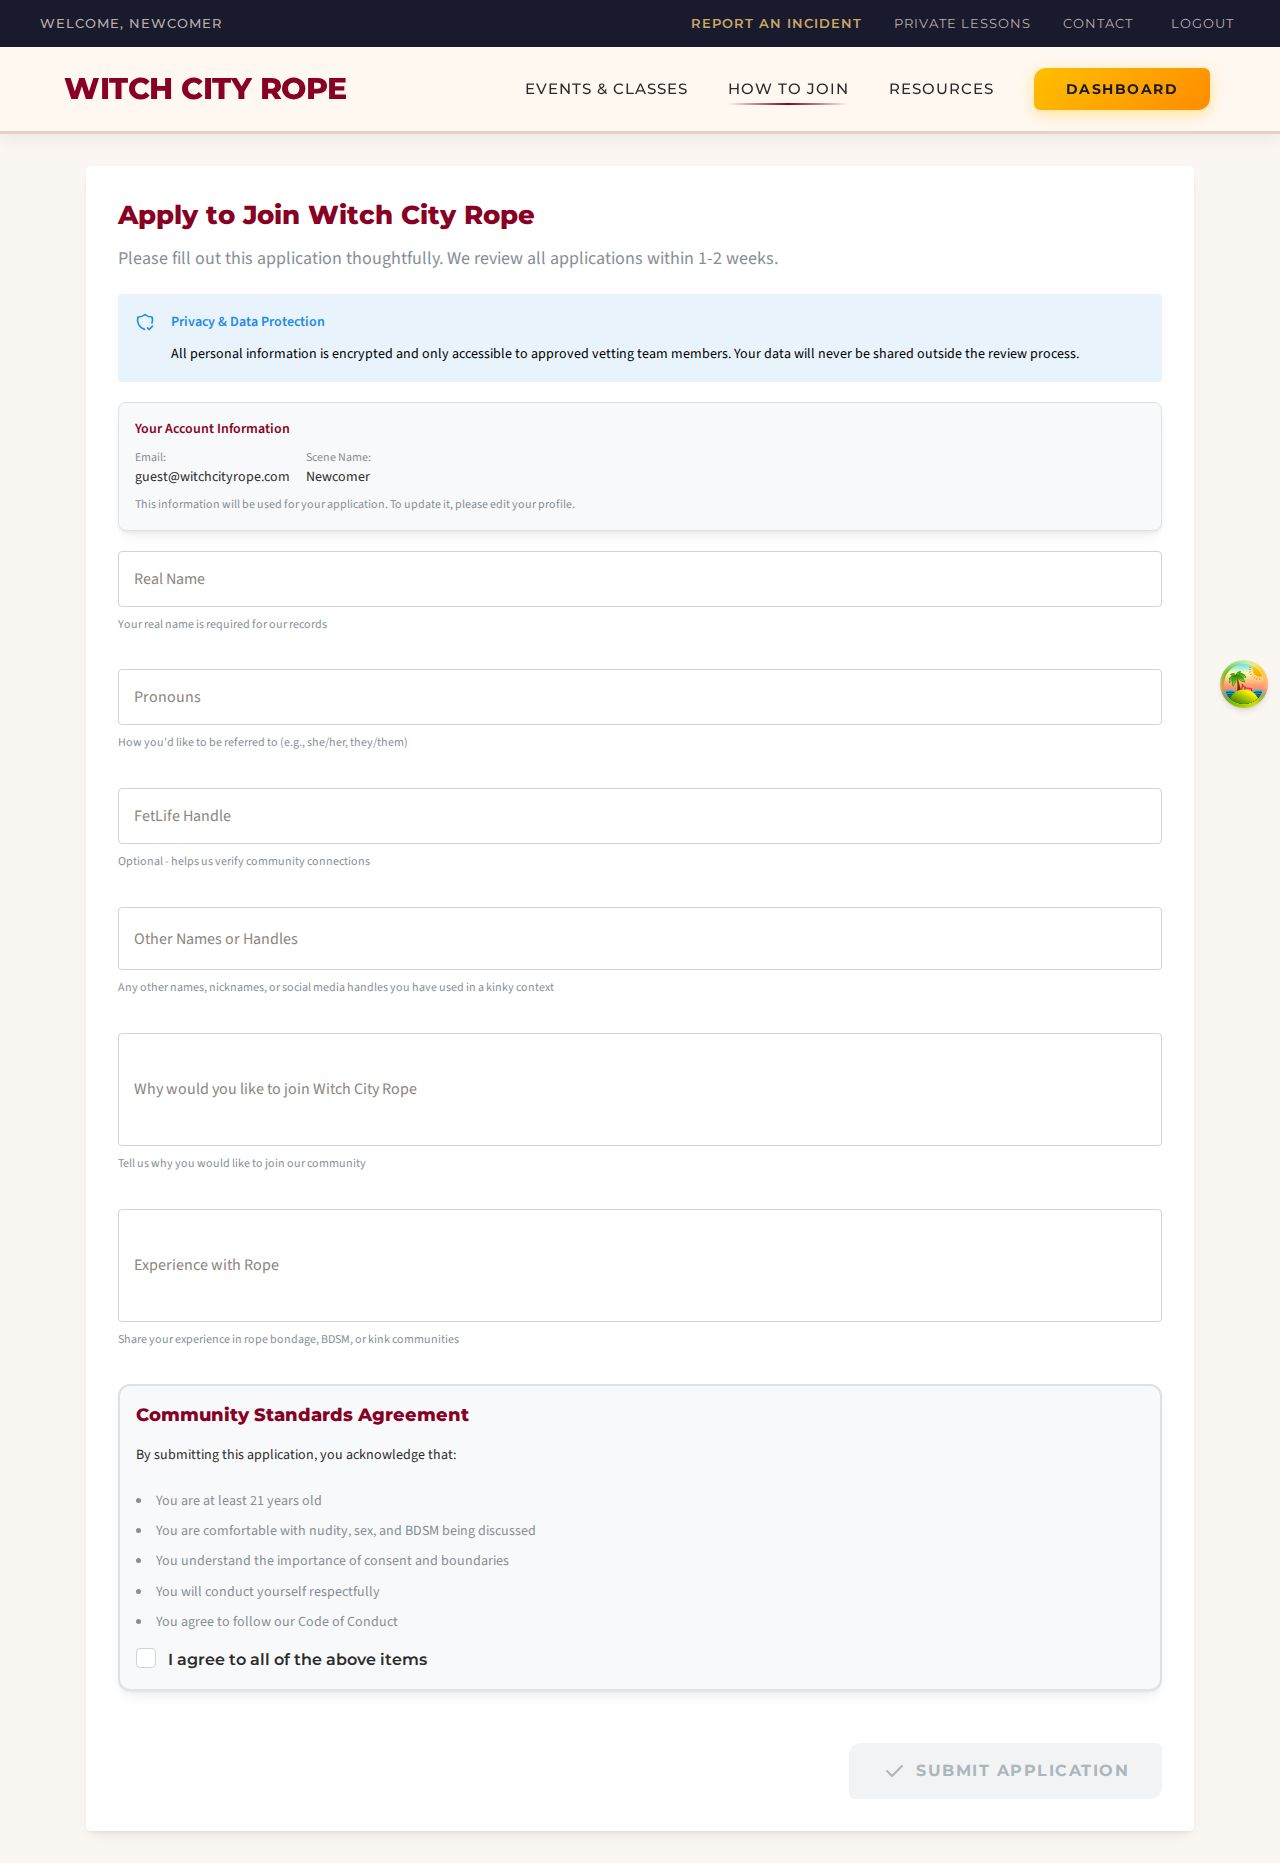 WELCOME, NEWCOMER
REPORT AN INCIDENT PRIVATE LESSONS CONTACT LOGOUT
WITCH CITY ROPE
EVENTS & CLASSES HOW TO JOIN RESOURCES DASHBOARD
Apply to Join Witch City Rope
Please fill out this application thoughtfully. We review all applications within 1-2 weeks.
Privacy & Data Protection
All personal information is encrypted and only accessible to approved vetting team members. Your data will never be shared outside the review process.
Your Account Information
Email: Scene Name:
guest@witchcityrope.com Newcomer
This information will be used for your application. To update it, please edit your profile.
Real Name
Your real name is required for our records
Pronouns
How you'd like to be referred to (e.g., she/her, they/them)
FetLife Handle
Optional - helps us verify community connections
Other Names or Handles
Any other names, nicknames, or social media handles you have used in a kinky context
Why would you like to join Witch City Rope
Tell us why you would like to join our community
Experience with Rope
Share your experience in rope bondage, BDSM, or kink communities
Community Standards Agreement
By submitting this application, you acknowledge that:
• You are at least 21 years old
• You are comfortable with nudity, sex, and BDSM being discussed
• You understand the importance of consent and boundaries
• You will conduct yourself respectfully
• You agree to follow our Code of Conduct
I agree to all of the above items
SUBMIT APPLICATION